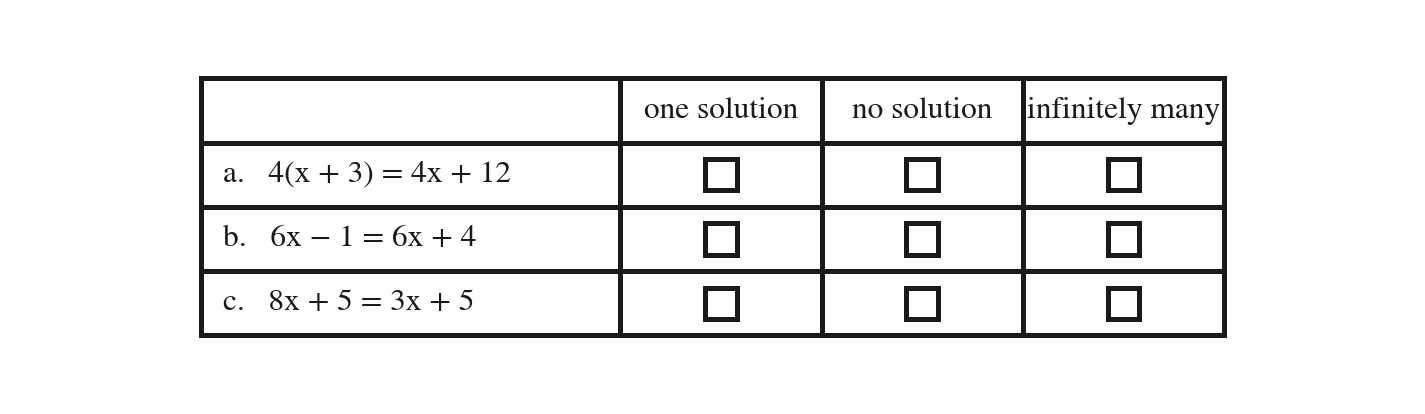 one solution no solution infinitely many
a. 4(x + 3) = 4x + 12
b. 6x − 1 = 6x + 4
c. 8x + 5 = 3x + 5